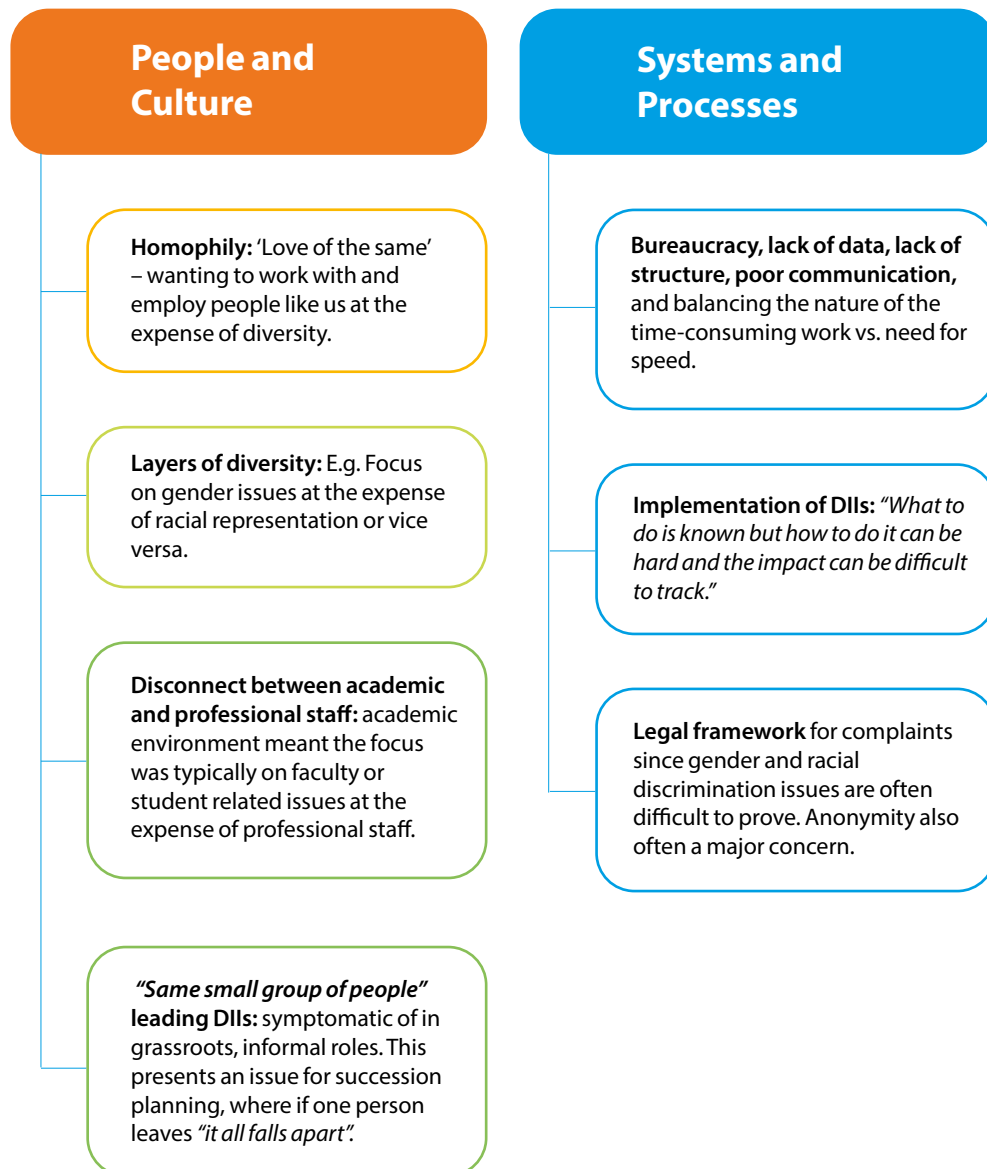 People and
Culture
Homophily: ‘Love of the same’
– wanting to work with and
employ people like us at the
expense of diversity.
Layers of diversity: E.g. Focus
on gender issues at the expense
of racial representation or vice
versa.
Disconnect between academic
and professional staff: academic
environment meant the focus
was typically on faculty or
student related issues at the
expense of professional staff.
“Same small group of people”
leading DIIs: symptomatic of in
grassroots, informal roles. This
presents an issue for succession
planning, where if one person
leaves “it all falls apart”.
Systems and
Processes
Bureaucracy, lack of data, lack of
structure, poor communication,
and balancing the nature of the
time-consuming work vs. need for
speed.
Implementation of DIIs: “What to
do is known but how to do it can be
hard and the impact can be difficult
to track.”
Legal framework for complaints
since gender and racial
discrimination issues are often
difficult to prove. Anonymity also
often a major concern.